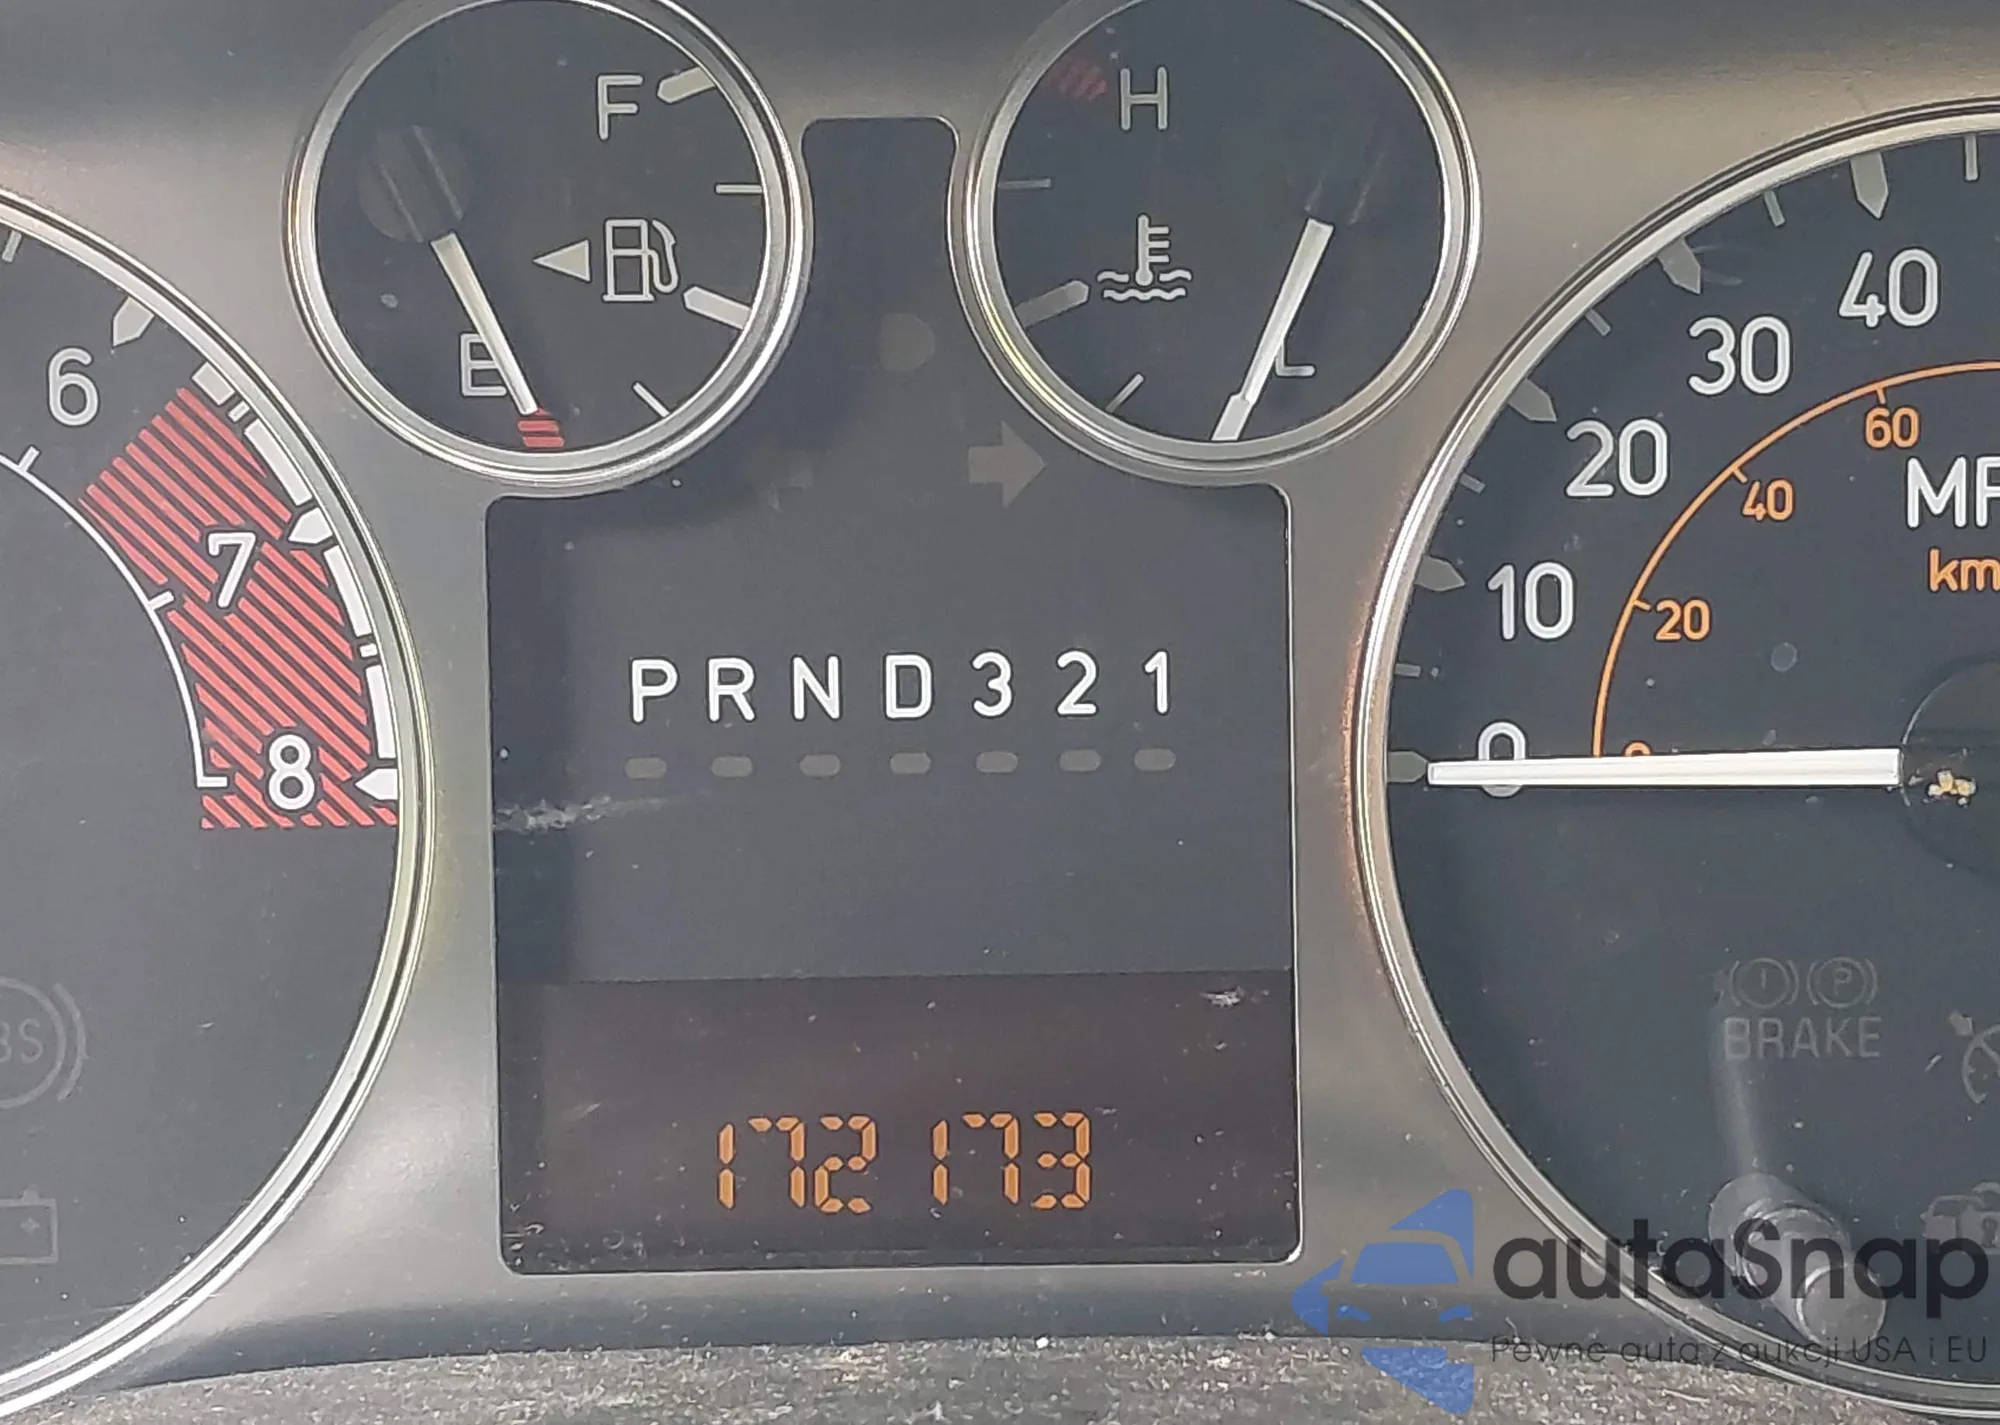 F
H
E
L
6
7
8
40
30
20
10
0
60
40
20
MP
km
PRND321
BRAKE
172173
autaSnap
Pewne auta z aukcji USA i EU